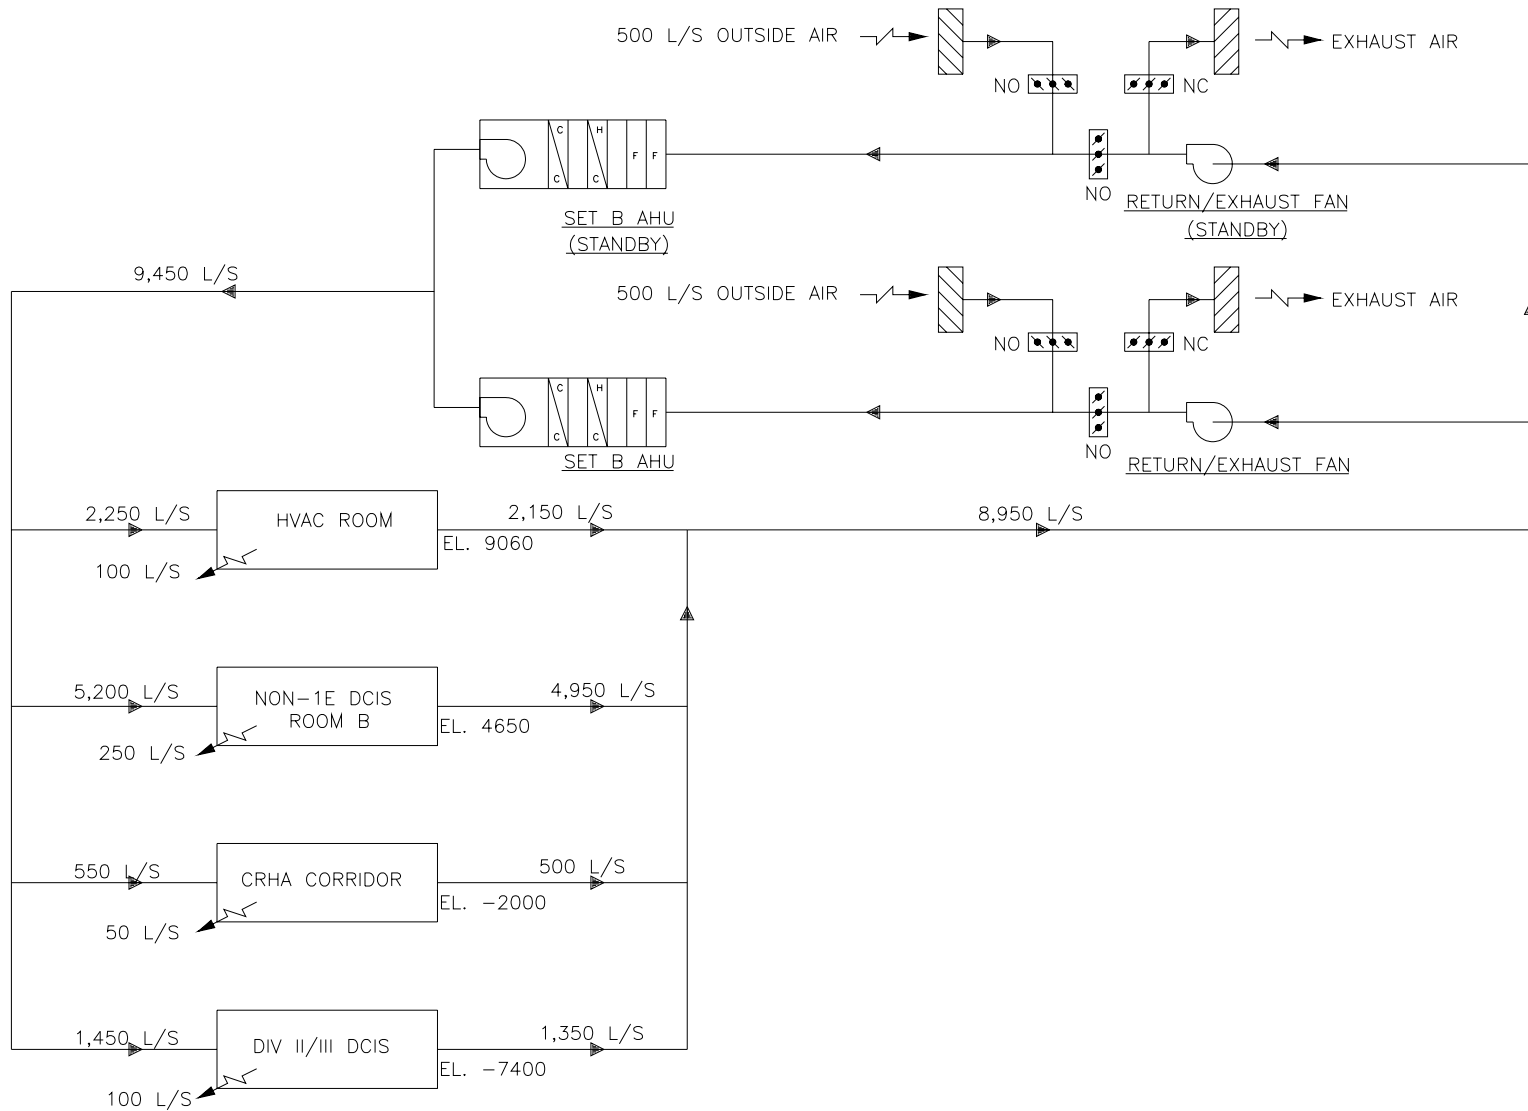 500 L/S OUTSIDE AIR
EXHAUST AIR
NO
NC
C
H
F F
C
C
NO
SET B AHU
(STANDBY)
RETURN/EXHAUST FAN
(STANDBY)
9,450 L/S
500 L/S OUTSIDE AIR
EXHAUST AIR
NO
NC
C
H
F F
C
C
NO
SET B AHU
RETURN/EXHAUST FAN
2,250 L/S
HVAC ROOM
2,150 L/S
8,950 L/S
EL. 9060
100 L/S
5,200 L/S
NON-1E DCIS
ROOM B
4,950 L/S
EL. 4650
250 L/S
550 L/S
CRHA CORRIDOR
500 L/S
EL. -2000
50 L/S
1,450 L/S
DIV II/III DCIS
1,350 L/S
EL. -7400
100 L/S